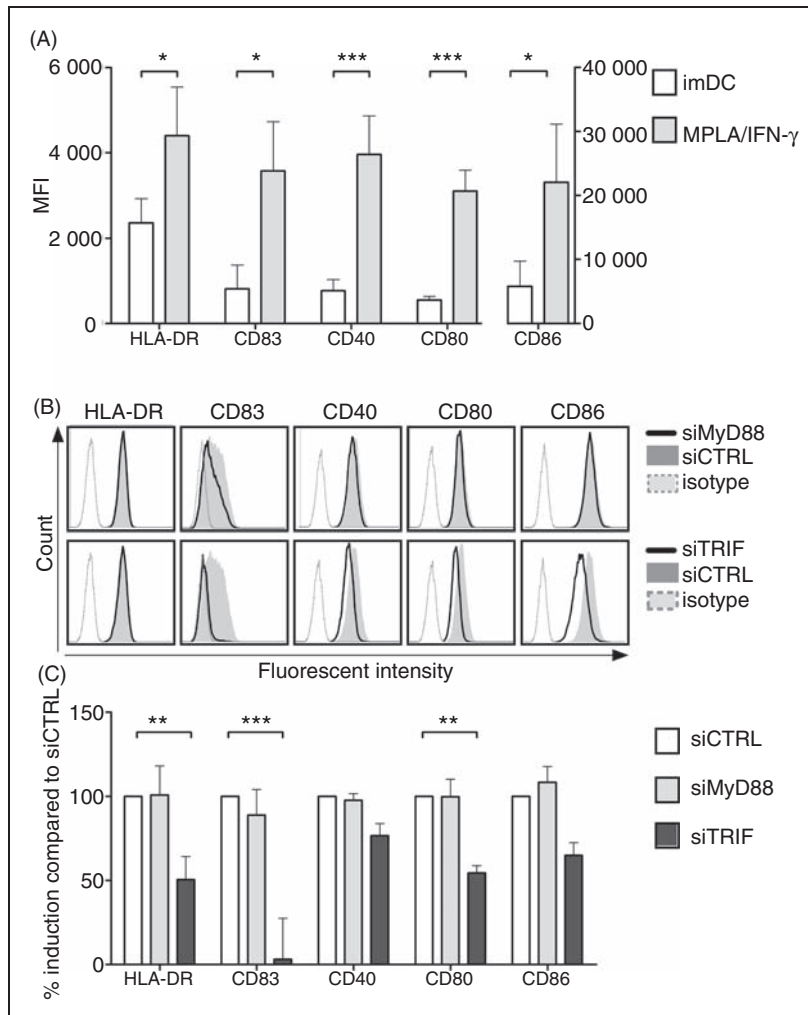 (A)
6 000
4 000
2 000
0
MFI
* * *** *** *
40 000
30 000
20 000
10 000
0
imDC
MPLA/IFN-γ
HLA-DR CD83 CD40 CD80 CD86
(B)
HLA-DR CD83 CD40 CD80 CD86
Count
siMyD88
siCTRL
isotype
siTRIF
siCTRL
isotype
Fluorescent intensity
(C)
% induction compared to siCTRL
150
100
50
0
** *** **
siCTRL
siMyD88
siTRIF
HLA-DR CD83 CD40 CD80 CD86